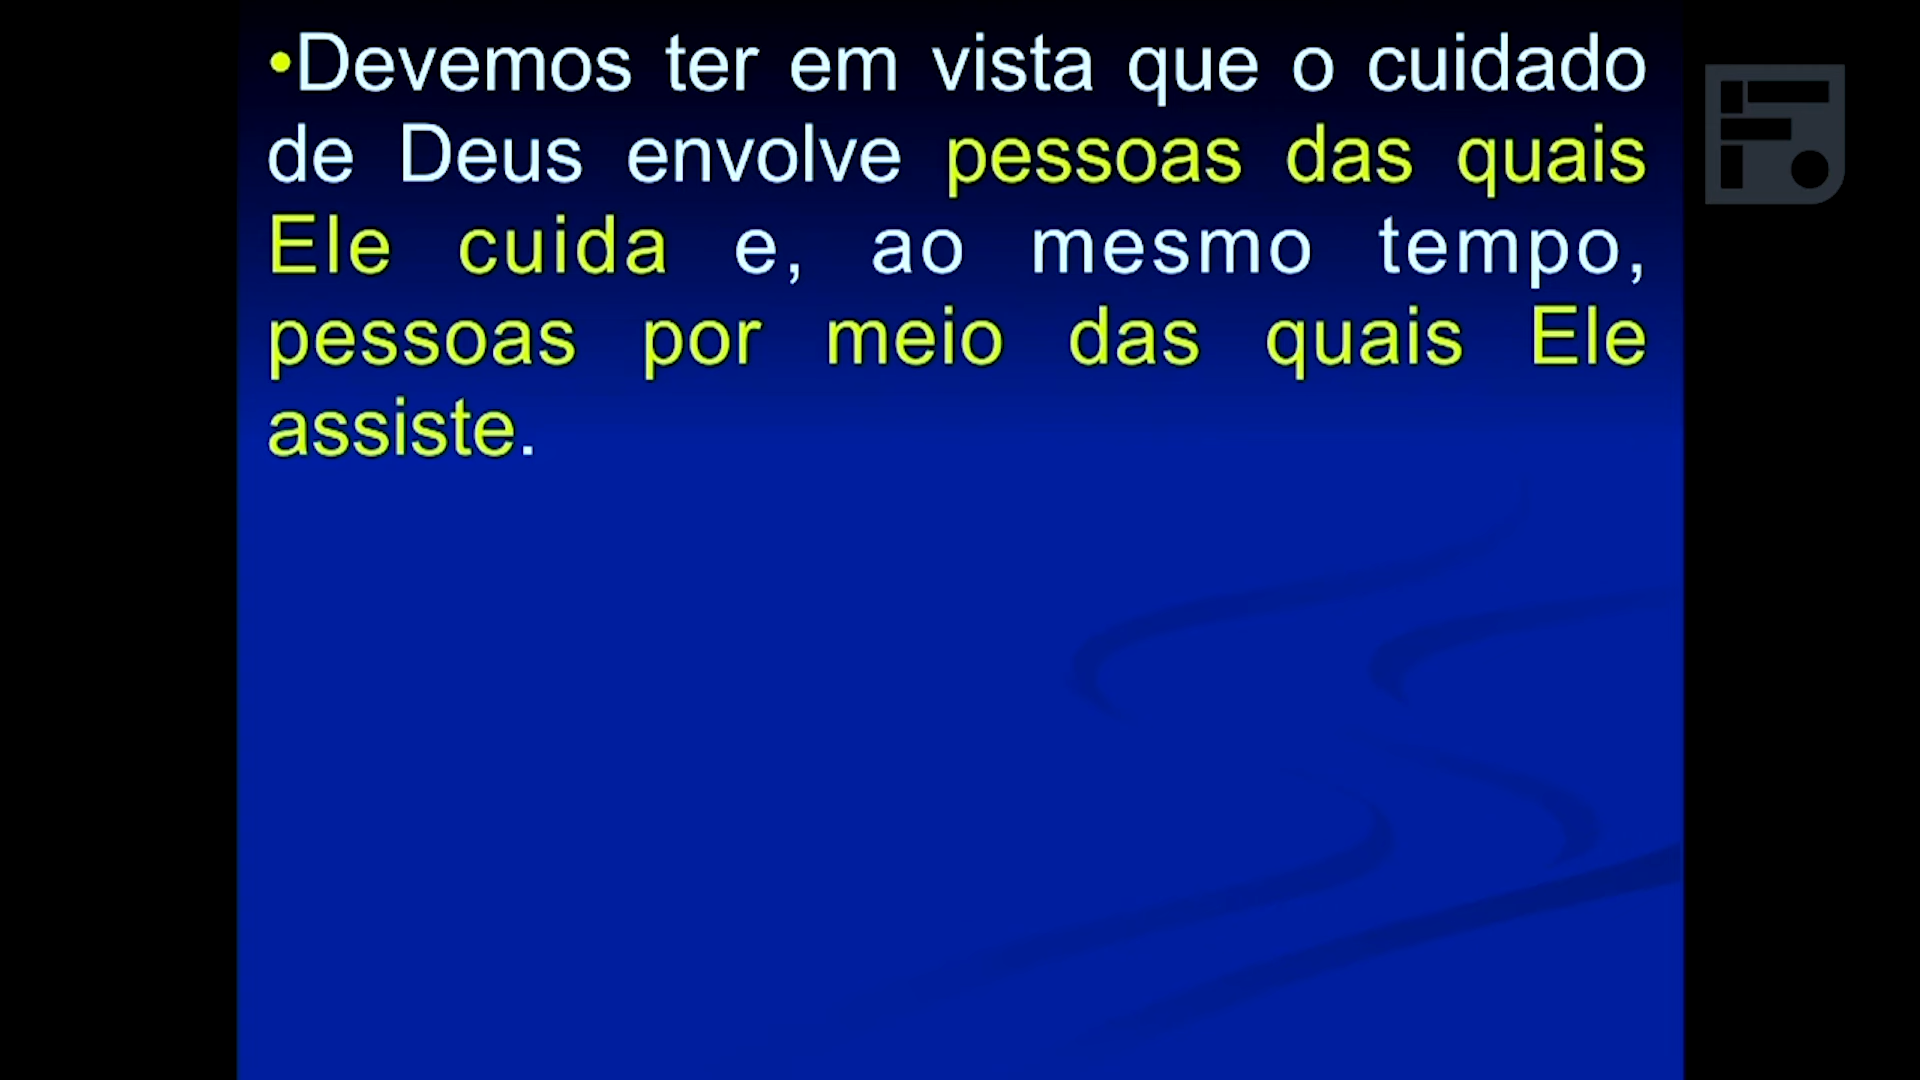 •Devemos ter em vista que o cuidado
de Deus envolve pessoas das quais
Ele cuida e, ao mesmo tempo,
pessoas por meio das quais Ele
assiste.